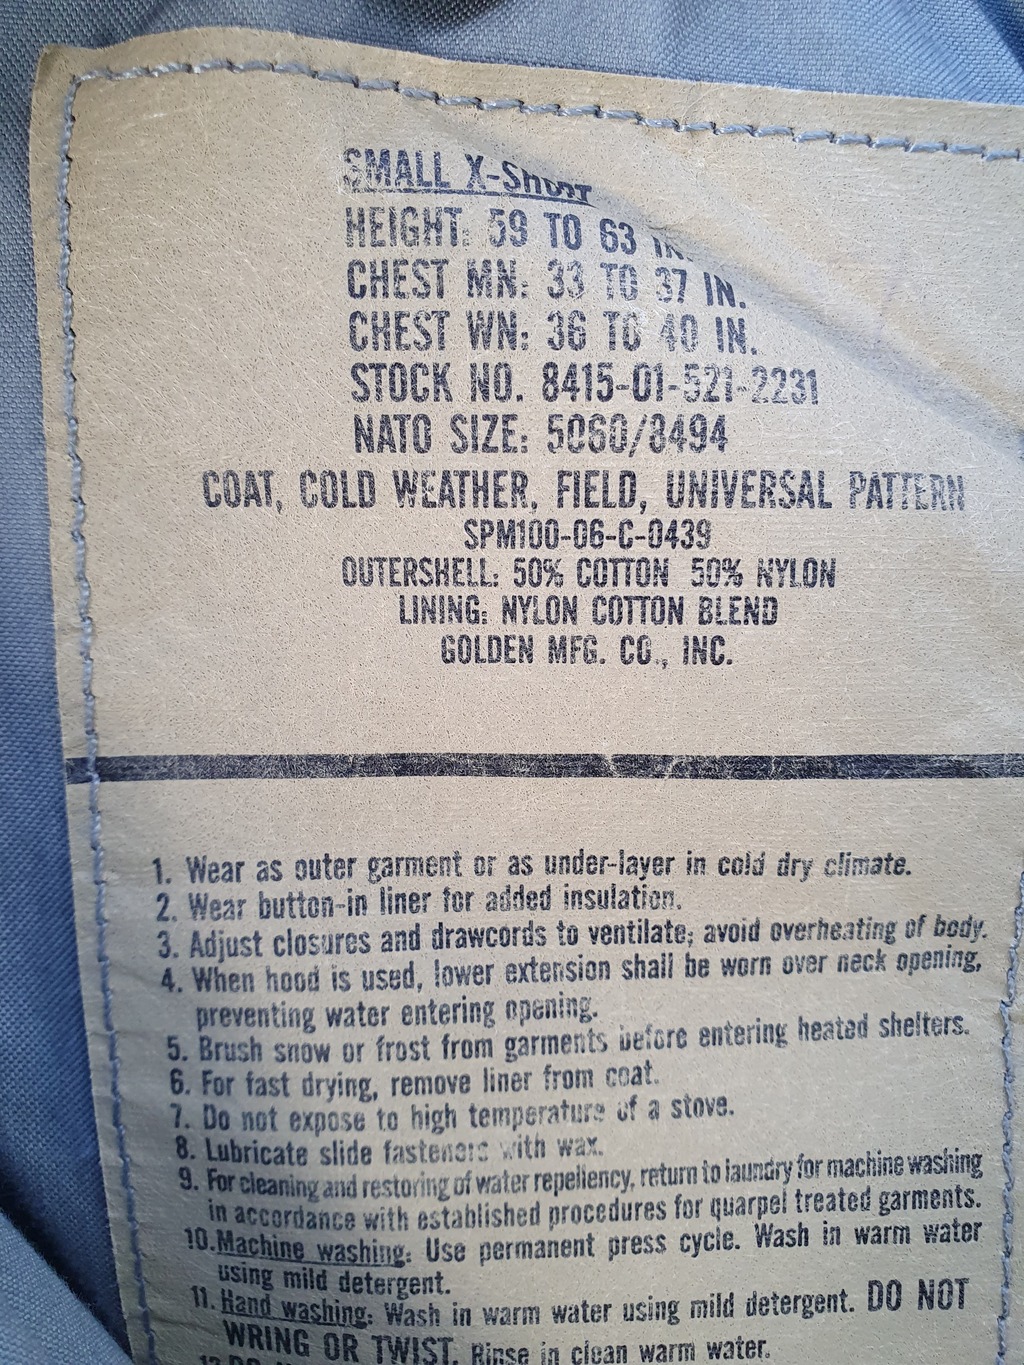 SMALL X-SHORT
HEIGHT: 59 TO 63 IN.
CHEST MN: 33 TO 37 IN.
CHEST WN: 36 TO 40 IN.
STOCK NO. 8415-01-521-2231
NATO SIZE: 5060/8494
COAT, COLD WEATHER, FIELD, UNIVERSAL PATTERN
SPM100-06-C-0439
OUTERSHELL: 50% COTTON 50% NYLON
LINING: NYLON COTTON BLEND
GOLDEN MFG. CO., INC.
1. Wear as outer garment or as under-layer in cold dry climate.
2. Wear button-in liner for added insulation.
3. Adjust closures and drawcords to ventilate; avoid overheating of body.
4. When hood is used, lower extension shall be worn over neck opening,
preventing water entering opening.
5. Brush snow or frost from garments before entering heated shelters.
6. For fast drying, remove liner from coat.
7. Do not expose to high temperature of a stove.
8. Lubricate slide fasteners with wax.
9. For cleaning and restoring of water repellency, return to laundry for machine washing
in accordance with established procedures for quarpel treated garments.
10. Machine washing: Use permanent press cycle. Wash in warm water
using mild detergent.
11. Hand washing: Wash in warm water using mild detergent. DO NOT
WRING OR TWIST. Rinse in clean warm water.